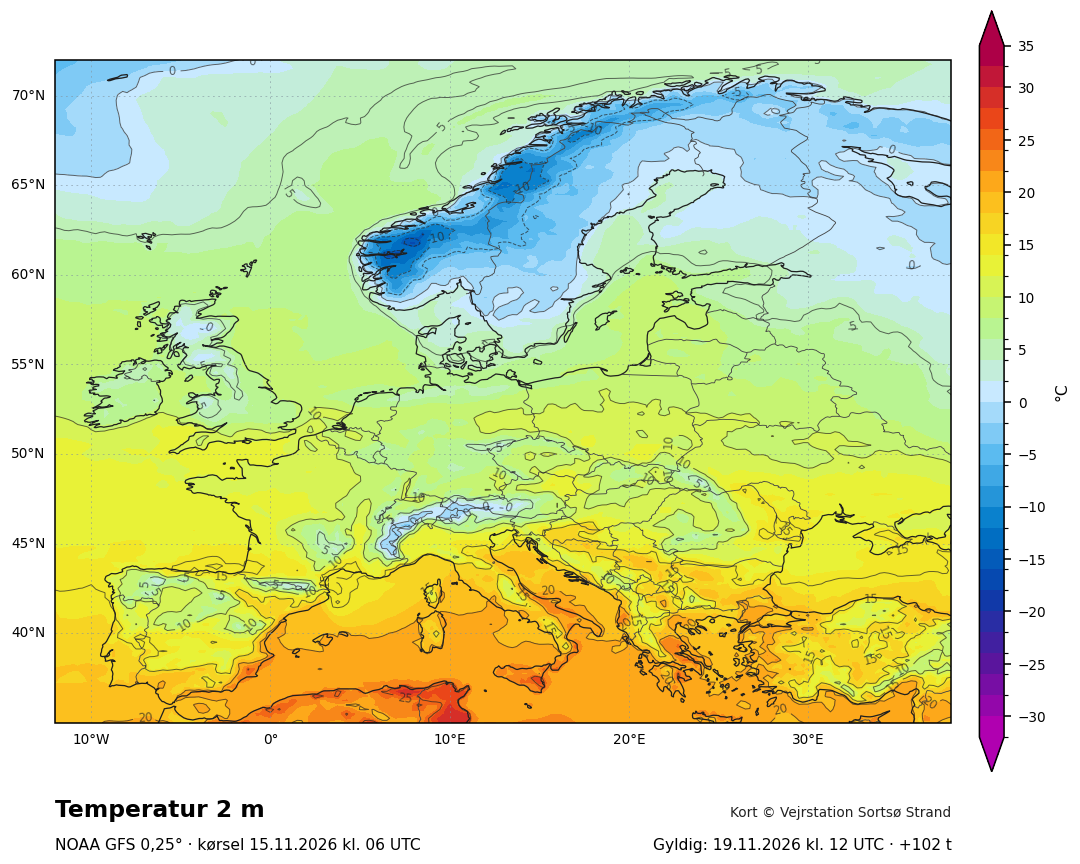 70°N
65°N
60°N
55°N
50°N
45°N
40°N
10°W
0°
10°E
20°E
30°E
35
30
25
20
15
10
5
0
−5
−10
−15
−20
−25
−30
°C
Temperatur 2 m
Kort © Vejrstation Sortsø Strand
NOAA GFS 0,25° · kørsel 15.11.2026 kl. 06 UTC
Gyldig: 19.11.2026 kl. 12 UTC · +102 t